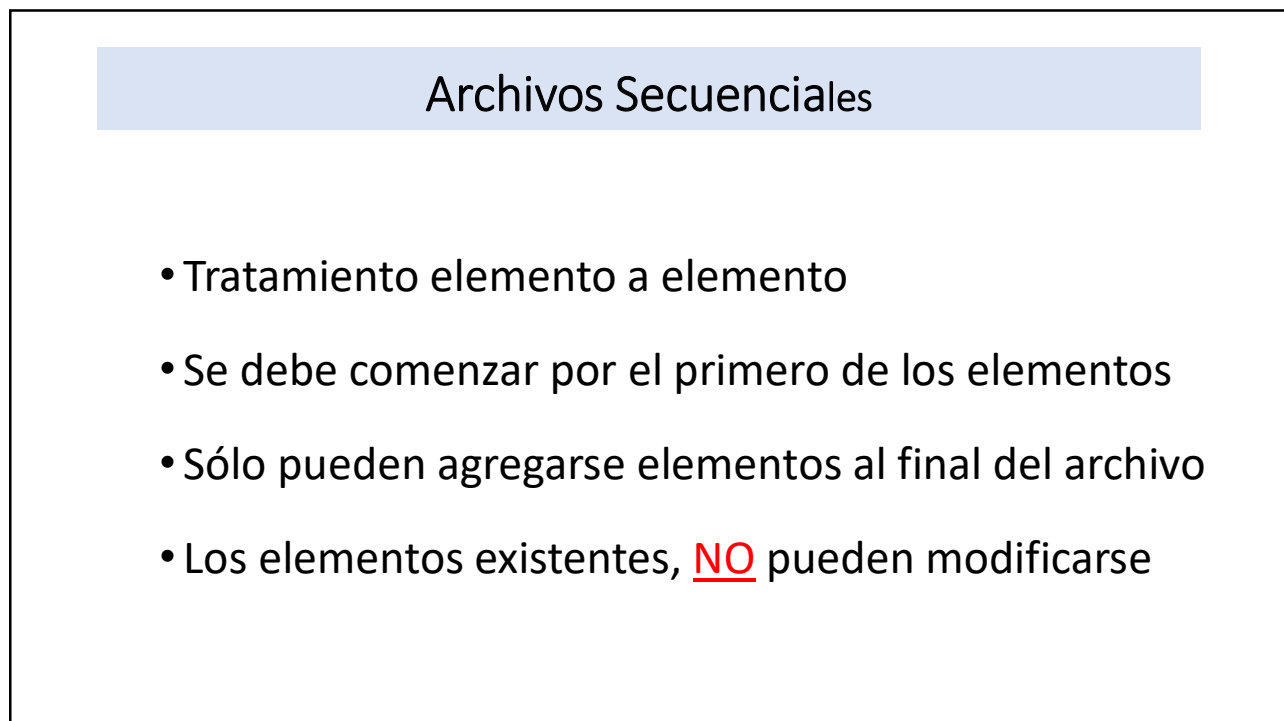 Archivos Secuenciales
• Tratamiento elemento a elemento
• Se debe comenzar por el primero de los elementos
• Sólo pueden agregarse elementos al final del archivo
• Los elementos existentes, NO pueden modificarse